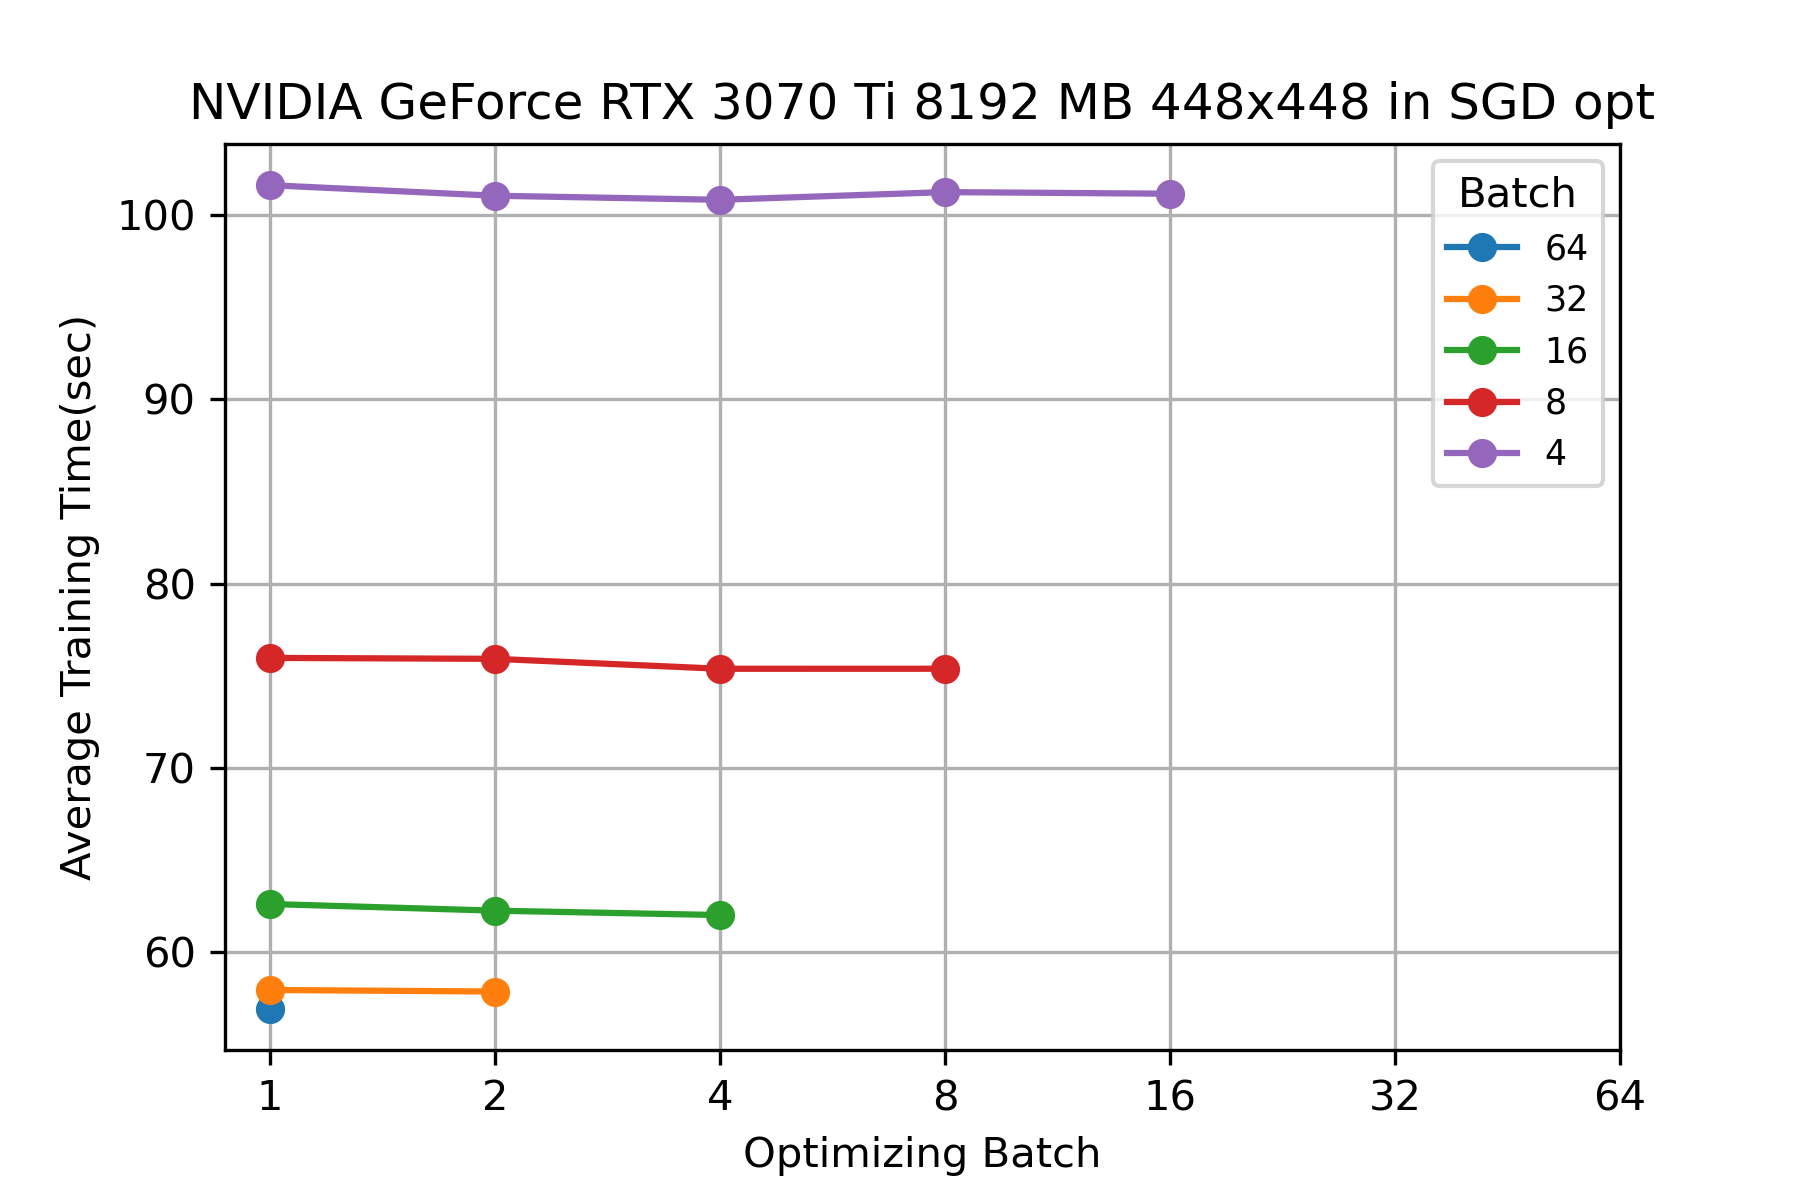 NVIDIA GeForce RTX 3070 Ti 8192 MB 448x448 in SGD opt
Average Training Time(sec)
100
90
80
70
60
Batch
64
32
16
8
4
1 2 4 8 16 32 64
Optimizing Batch